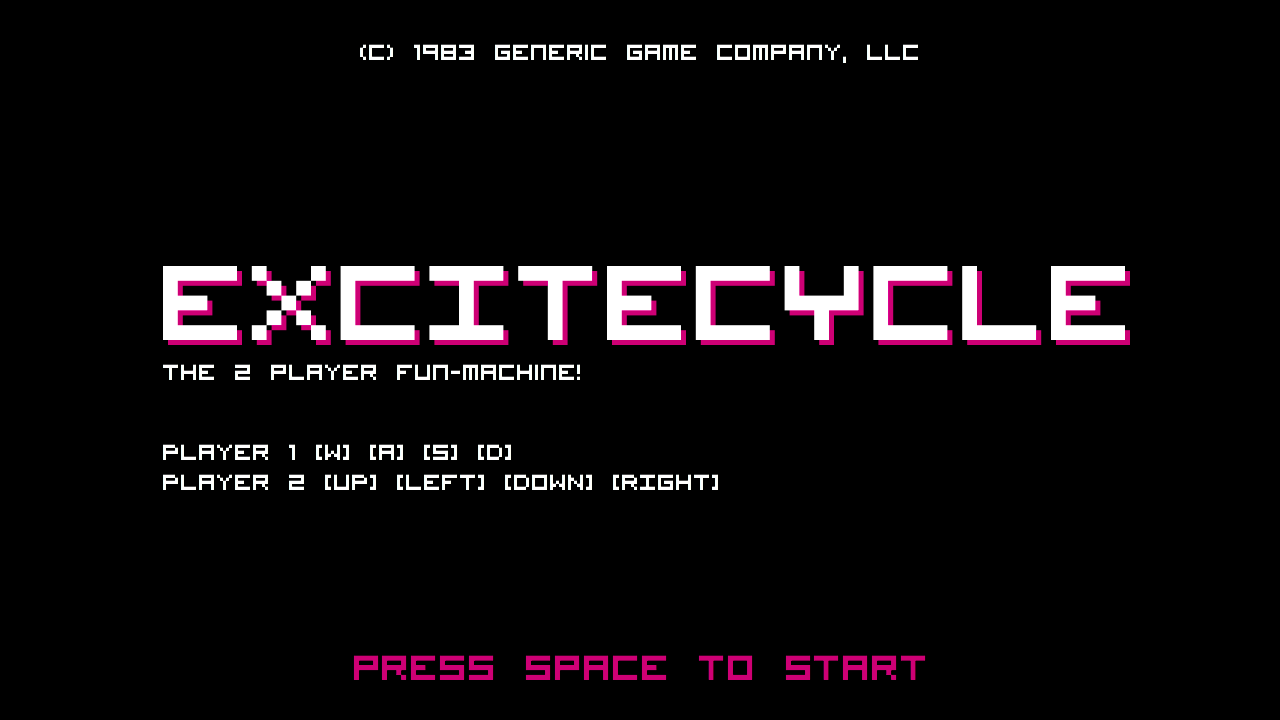 (C) 1983 GENERIC GAME COMPANY, LLC
EXCITECYCLE
THE 2 PLAYER FUN-MACHINE!
PLAYER 1 [W] [A] [S] [D]
PLAYER 2 [UP] [LEFT] [DOWN] [RIGHT]
PRESS SPACE TO START